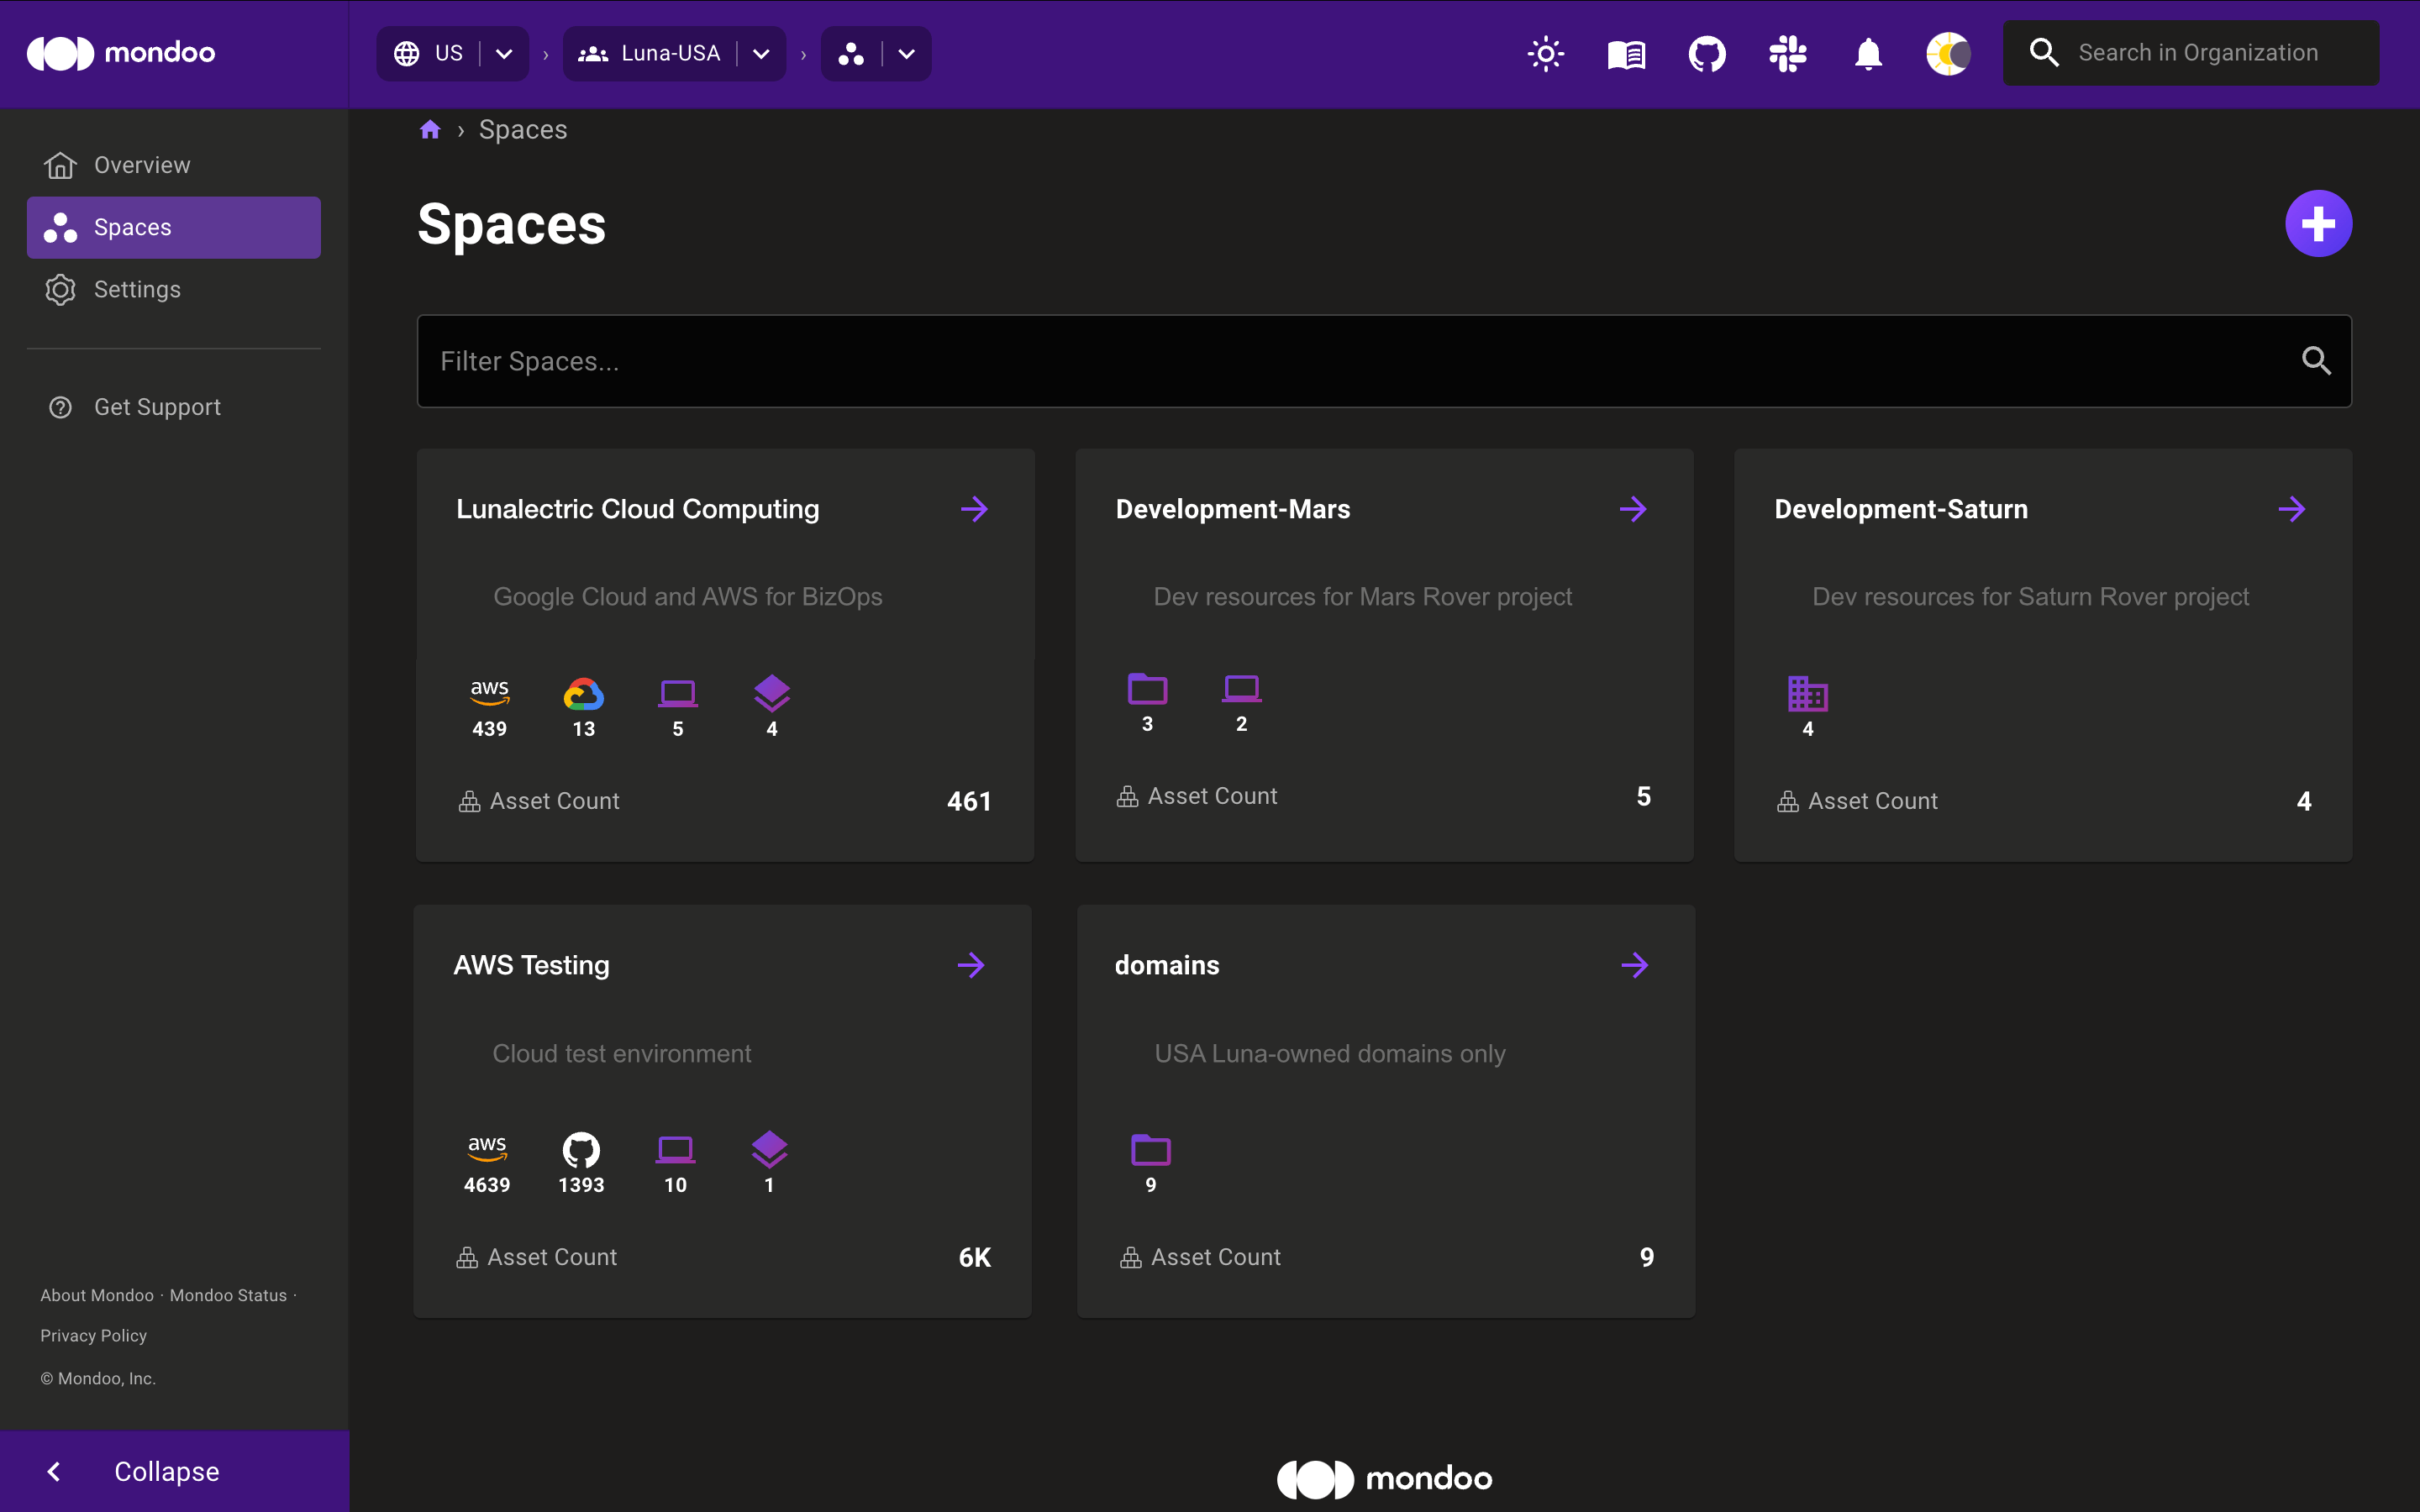 mondoo
US
Luna-USA
Search in Organization
Overview
Spaces
Settings
Get Support
› Spaces
Spaces
Filter Spaces...
Lunalectric Cloud Computing
Google Cloud and AWS for BizOps
aws
439 13 5 4
Asset Count 461
Development-Mars
Dev resources for Mars Rover project
3 2
Asset Count 5
Development-Saturn
Dev resources for Saturn Rover project
4
Asset Count 4
AWS Testing
Cloud test environment
aws
4639 1393 10 1
Asset Count 6K
domains
USA Luna-owned domains only
9
Asset Count 9
About Mondoo · Mondoo Status ·
Privacy Policy
© Mondoo, Inc.
Collapse
mondoo